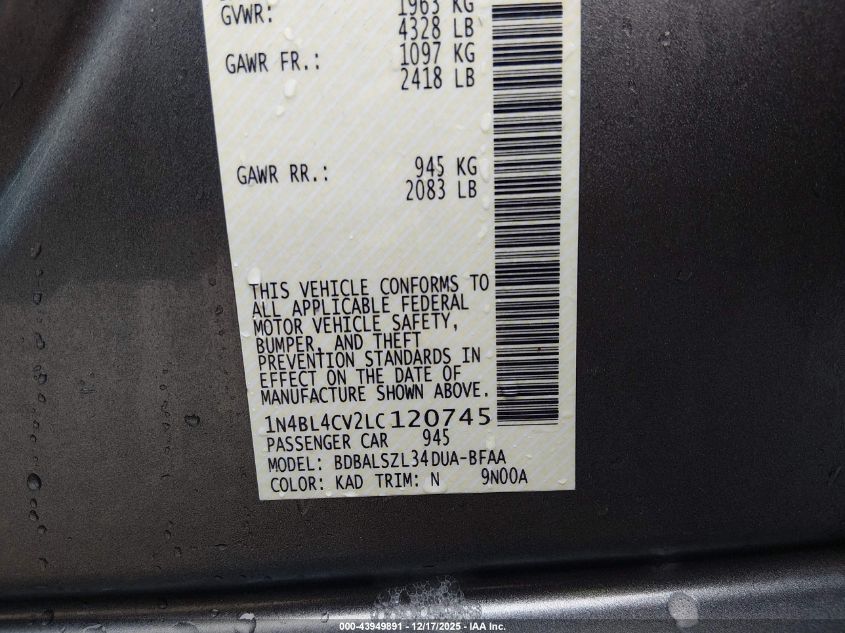 GVWR: 1963 KG
4328 LB
GAWR FR.: 1097 KG
2418 LB
GAWR RR.: 945 KG
2083 LB
THIS VEHICLE CONFORMS TO
ALL APPLICABLE FEDERAL
MOTOR VEHICLE SAFETY,
BUMPER, AND THEFT
PREVENTION STANDARDS IN
EFFECT ON THE DATE OF
MANUFACTURE SHOWN ABOVE.
1N4BL4CV2LC120745
PASSENGER CAR 945
MODEL: BDBALSZL34DUA-BFAA
COLOR: KAD TRIM: N 9N00A
000-43949891 - 12/17/2025 - IAA Inc.